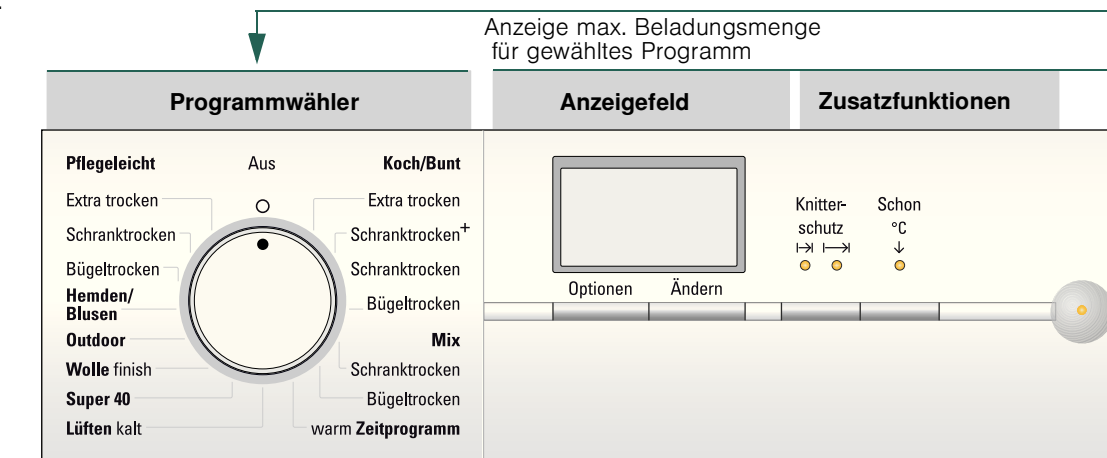 Anzeige max. Beladungsmenge
für gewähltes Programm
Programmwähler
Anzeigefeld
Zusatzfunktionen
Pflegeleicht
Aus
Koch/Bunt
Extra trocken
Schranktrocken
Bügeltrocken
Hemden/
Blusen
Outdoor
Wolle finish
Super 40
Lüften kalt
Extra trocken
Schranktrocken+
Schranktrocken
Bügeltrocken
Mix
Schranktrocken
Bügeltrocken
warm Zeitprogramm
Optionen
Ändern
Knitter-
schutz
Schon
°C